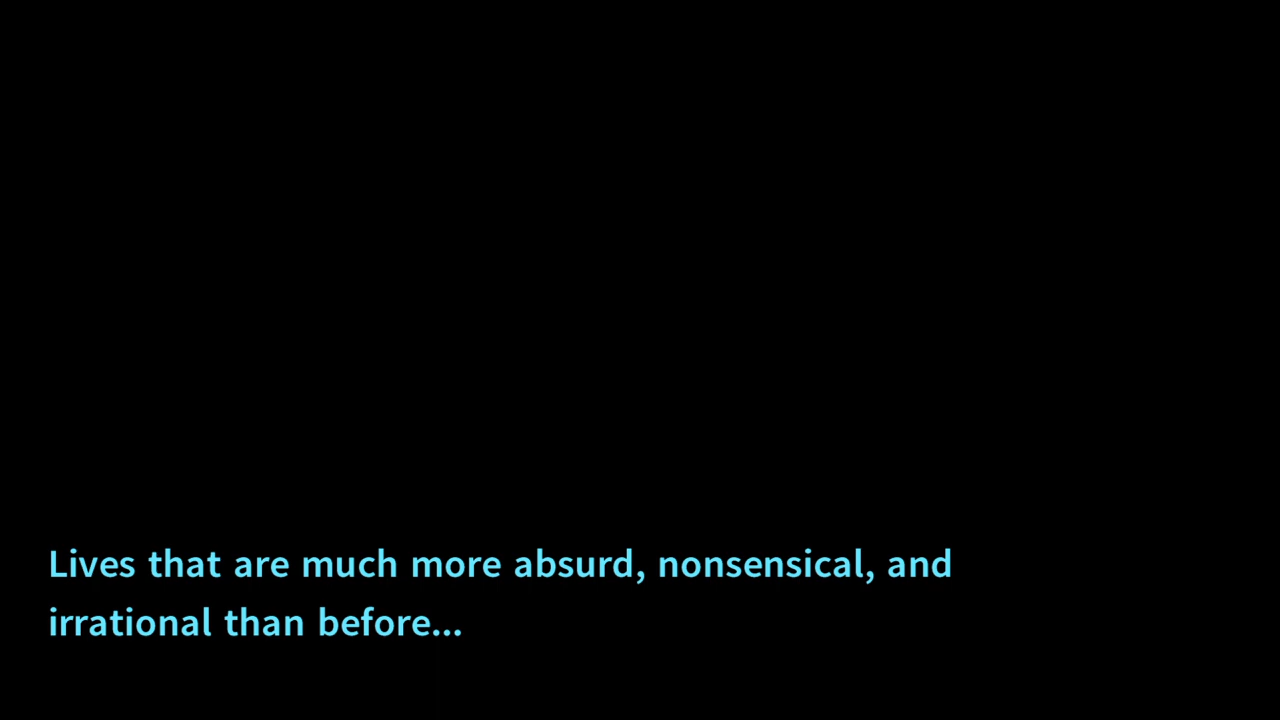 Lives that are much more absurd, nonsensical, and
irrational than before...